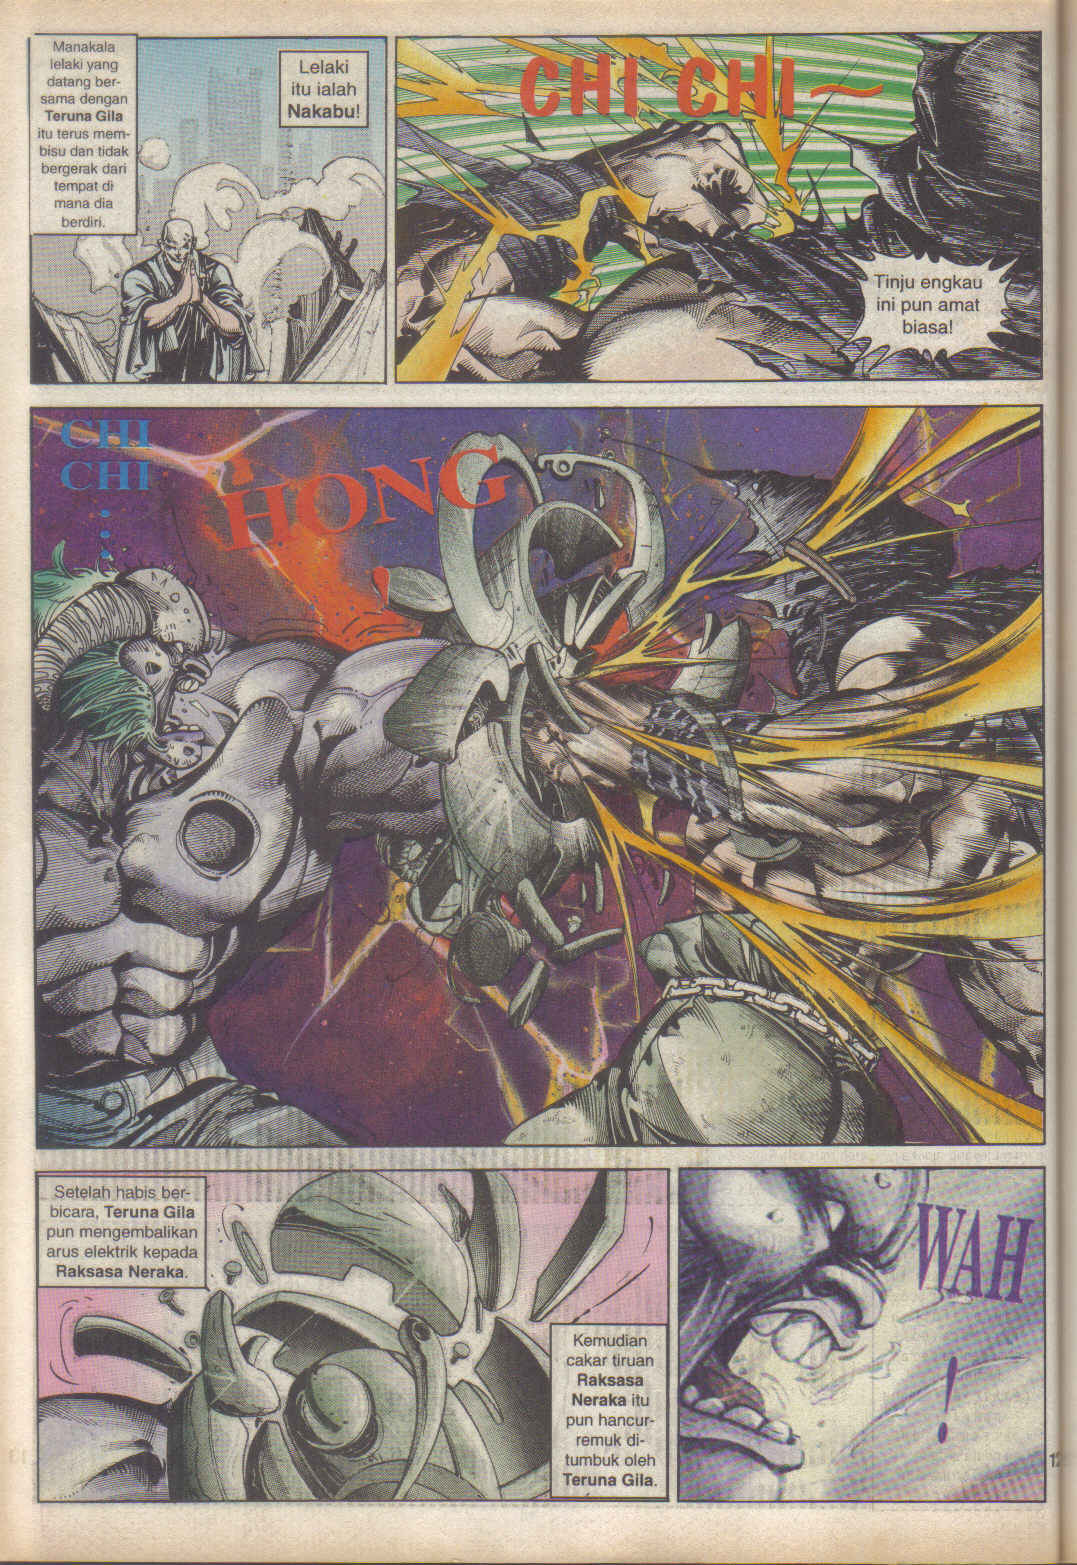 Manakala
lelaki yang
datang ber-
sama dengan
Teruna Gila
itu terus mem-
bisu dan tidak
bergerak dari
tempat di
mana dia
berdiri.
Lelaki
itu ialah
Nakabu!
CHI CHI~
Tinju engkau
ini pun amat
biasa!
CHI
CHI
HONG
Setelah habis ber-
bicara, Teruna Gila
pun mengembalikan
arus elektrik kepada
Raksasa Neraka.
Kemudian
cakar tiruan
Raksasa
Neraka itu
pun hancur-
remuk di-
tumbuk oleh
Teruna Gila.
WAH
!